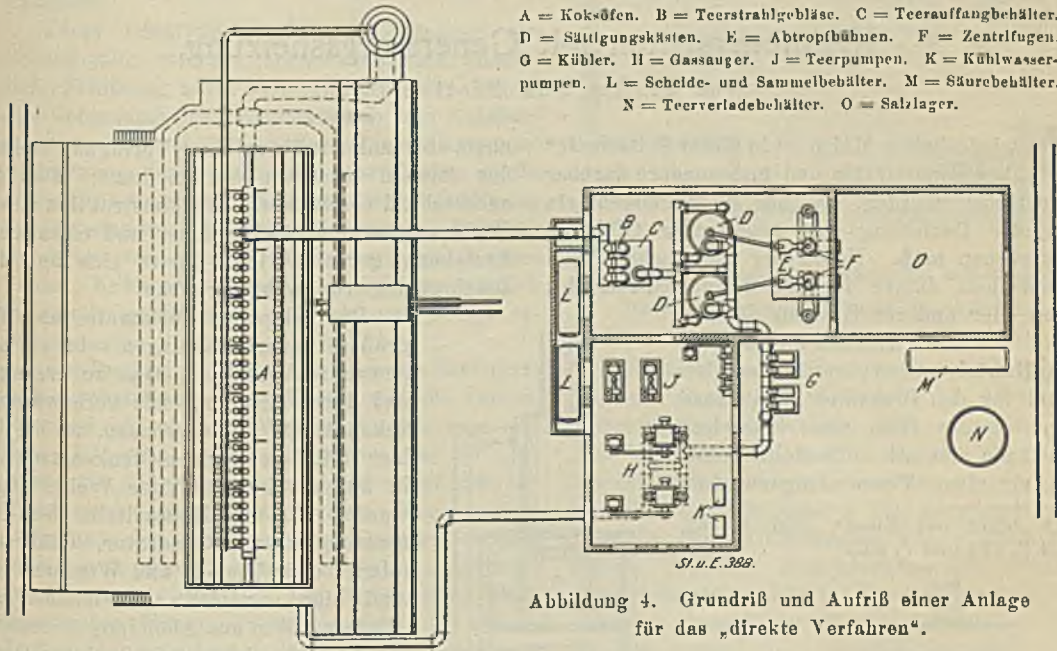 A = Koksöfen. B = Teerstrahlgebläse. C = Teerauffangbehälter.
D = Sättigungskästen. E = Abtropfbühnen. F = Zentrifugen.
G = Kühler. H = Gassauger. J = Teerpumpen. K = Kühlwasser-
pumpen. L = Scheide- und Sammelbehälter. M = Säurebehälter.
N = Teerverladebehälter. O = Salzlager.
B
C
D
D
E
F
O
L
L
A
J
G
M
N
H
K
St.u.E. 388.
Abbildung 4. Grundriß und Aufriß einer Anlage
für das „direkte Verfahren“.